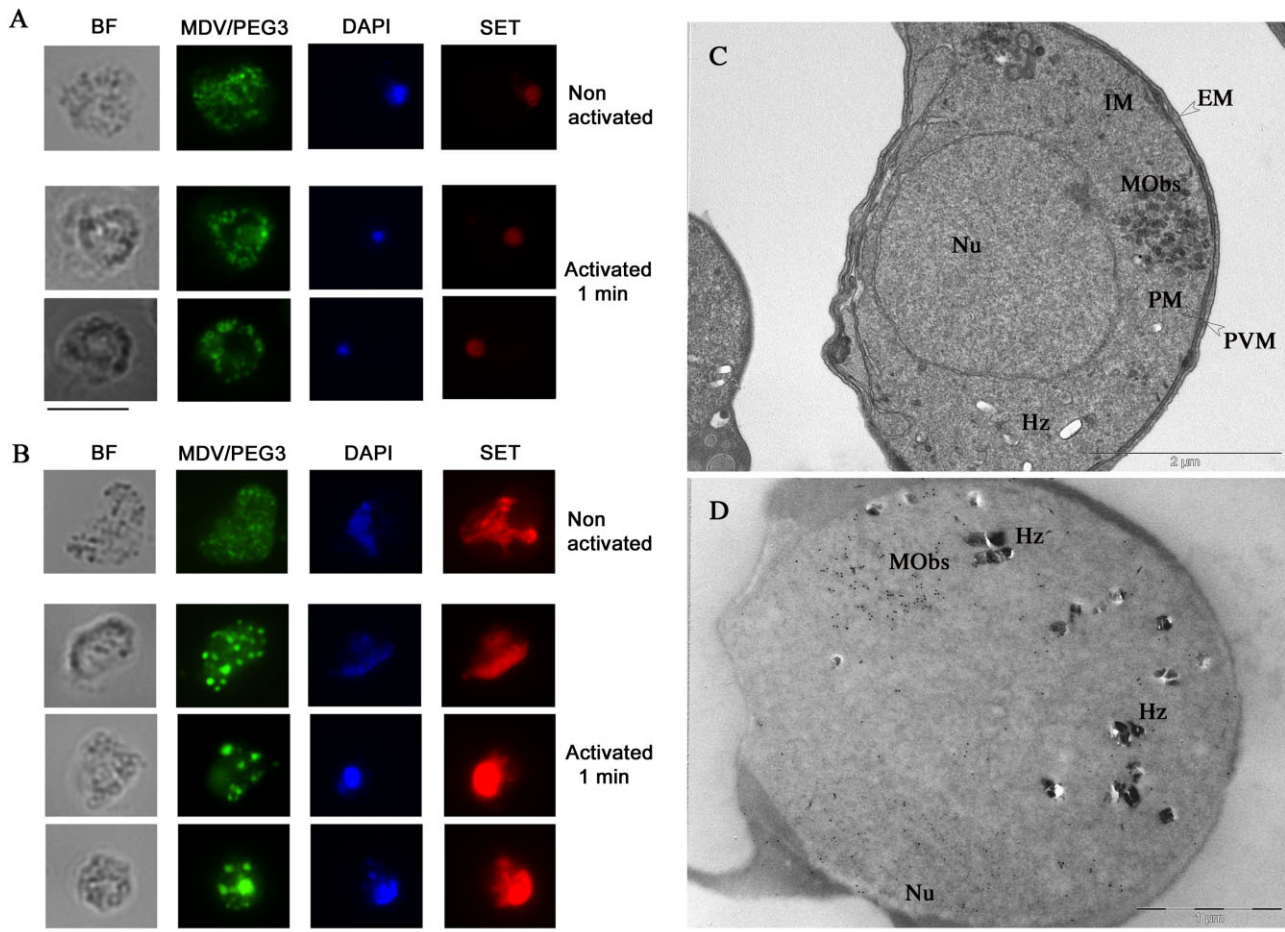 A
BF MDV/PEG3 DAPI SET
Non
activated
Activated
1 min
B
BF MDV/PEG3 DAPI SET
Non
activated
Activated
1 min
C
IM EM
MObs
Nu
PM
PVM
Hz
2 µm
D
Hz
MObs
Hz
Nu
1 µm